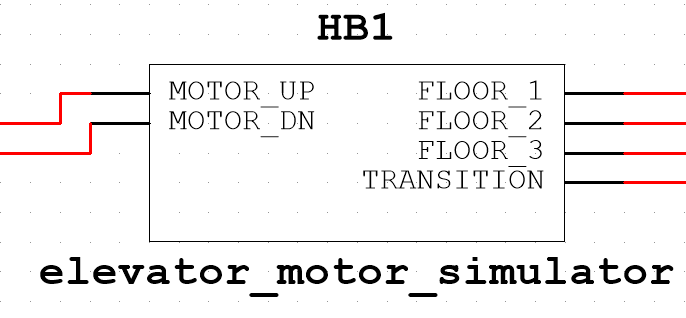 HB1
MOTOR_UP FLOOR_1
MOTOR_DN FLOOR_2
FLOOR_3
TRANSITION
elevator_motor_simulator